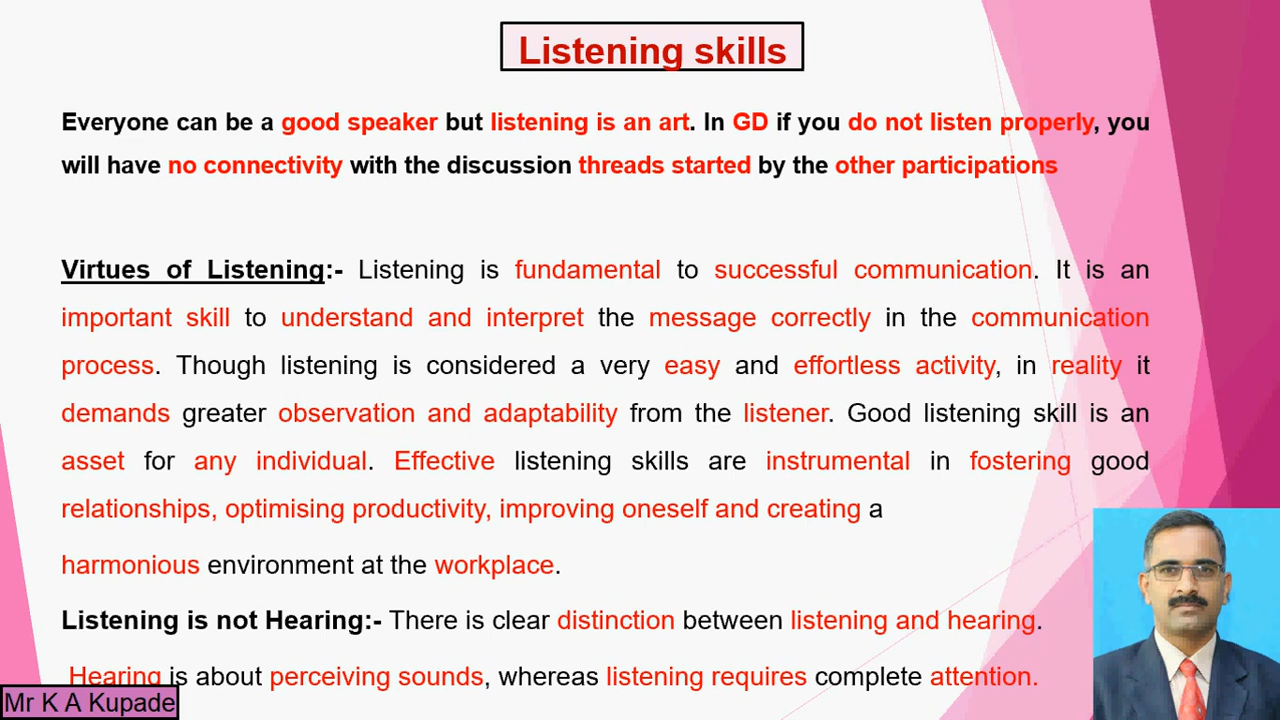 Listening skills
Everyone can be a good speaker but listening is an art. In GD if you do not listen properly, you
will have no connectivity with the discussion threads started by the other participations
Virtues of Listening:- Listening is fundamental to successful communication. It is an
important skill to understand and interpret the message correctly in the communication
process. Though listening is considered a very easy and effortless activity, in reality it
demands greater observation and adaptability from the listener. Good listening skill is an
asset for any individual. Effective listening skills are instrumental in fostering good
relationships, optimising productivity, improving oneself and creating a
harmonious environment at the workplace.
Listening is not Hearing:- There is clear distinction between listening and hearing.
Hearing is about perceiving sounds, whereas listening requires complete attention.
Mr K A Kupade